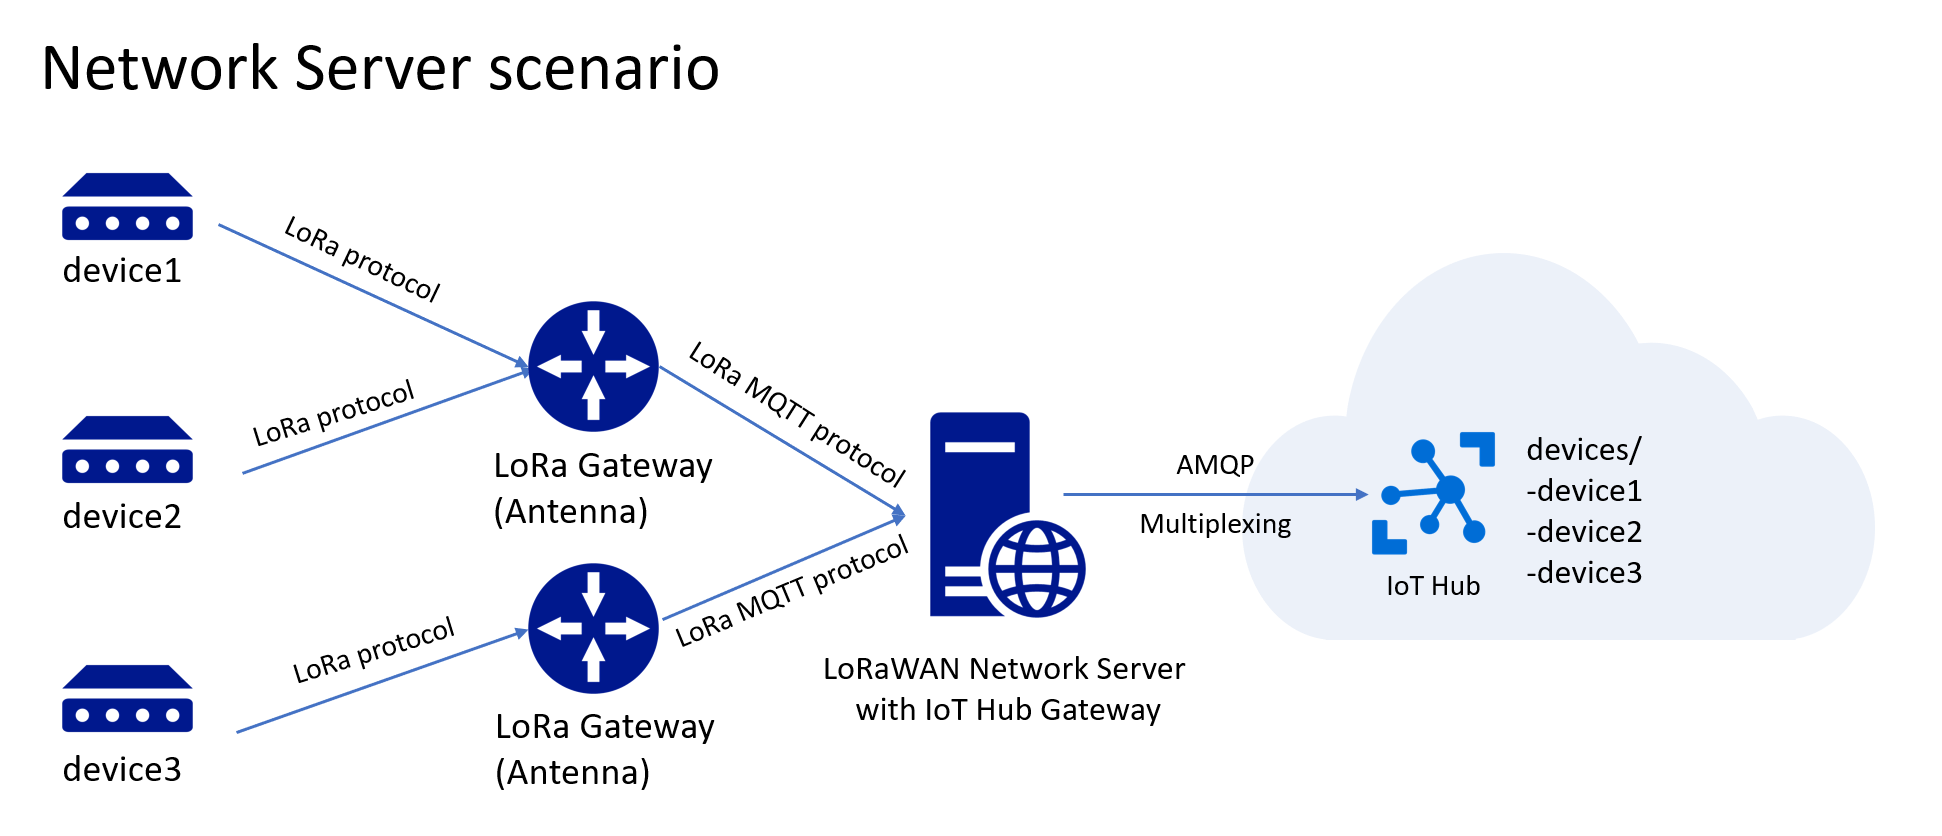 Network Server scenario
device1
LoRa protocol
device2
LoRa protocol
device3
LoRa protocol
LoRa Gateway
(Antenna)
LoRa Gateway
(Antenna)
LoRa MQTT protocol
LoRa MQTT protocol
LoRaWAN Network Server
with IoT Hub Gateway
AMQP
Multiplexing
IoT Hub
devices/
-device1
-device2
-device3